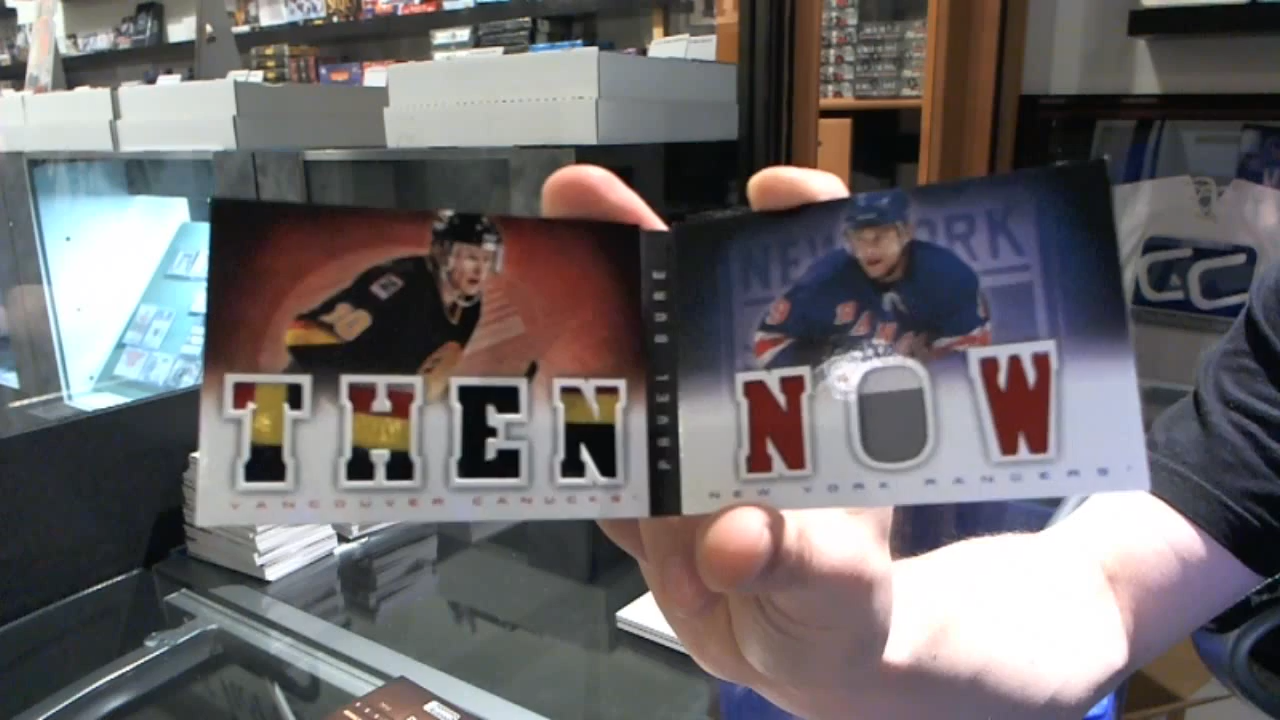 NEW YORK
THEN
NOW
VANCOUVER CANUCKS
NEW YORK RANGERS
PAVEL BURE